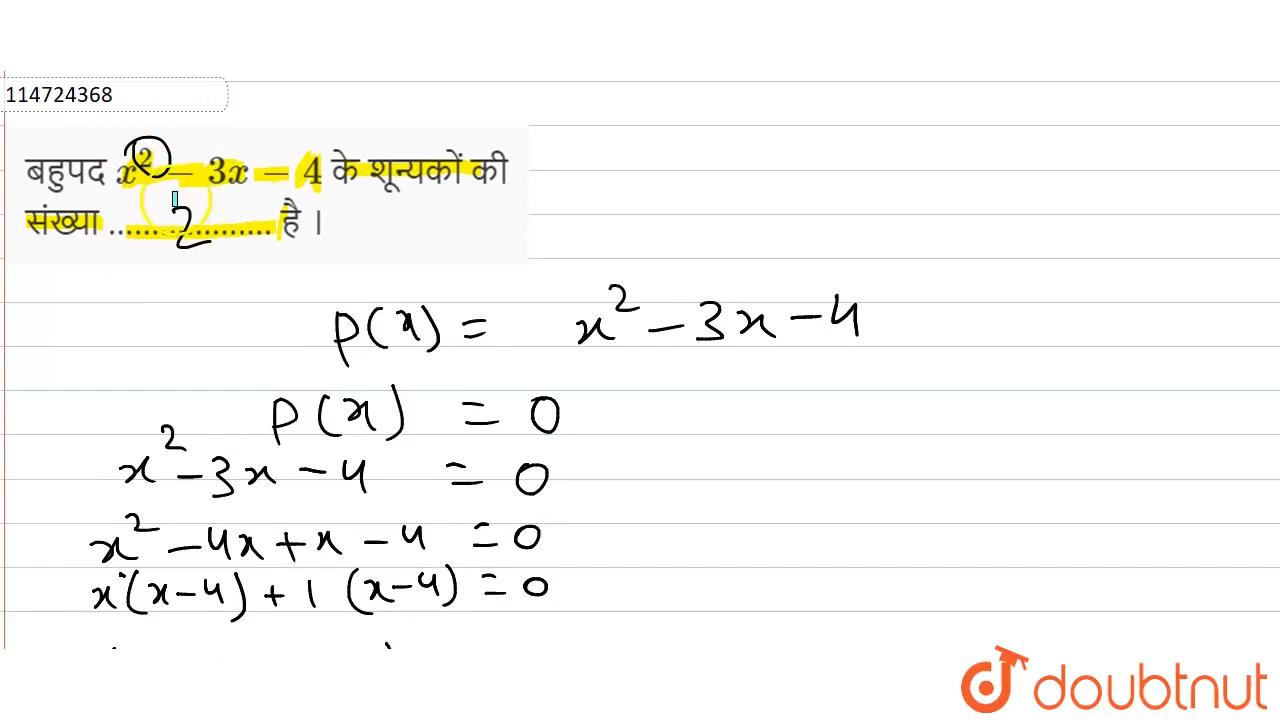 114724368
बहुपद x² − 3x − 4 के शून्यकों की
संख्या ................... है ।
2
P(x) = x² − 3x − 4
P(x) = 0
x² − 3x − 4 = 0
x² − 4x + x − 4 = 0
x(x−4) + 1 (x−4) = 0
doubtnut